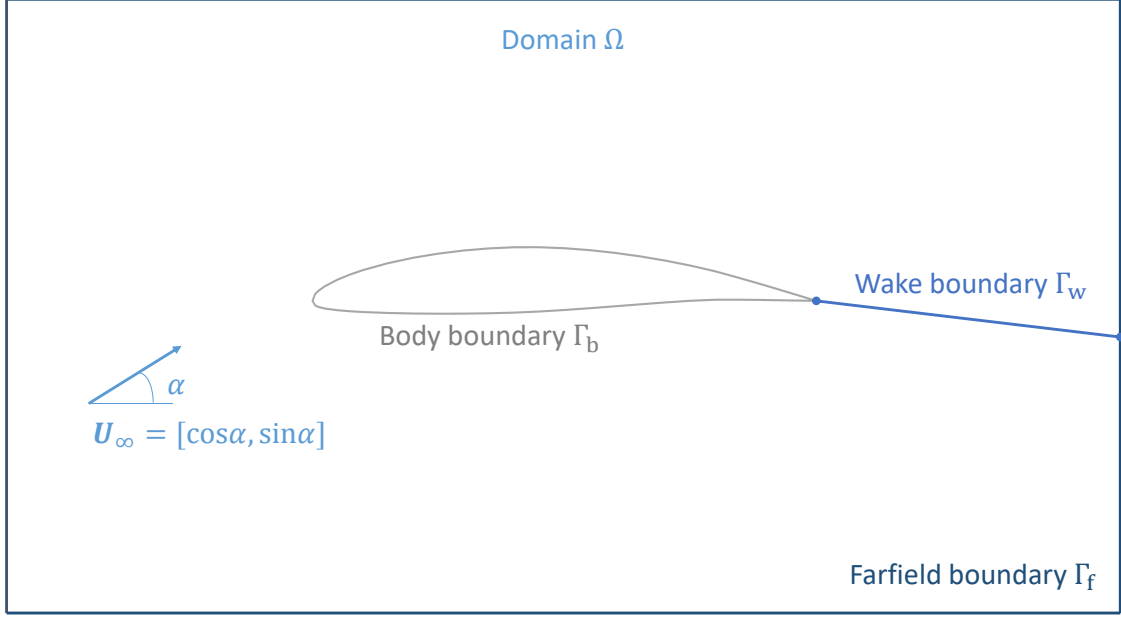 Domain Ω
Wake boundary Γw
Body boundary Γb
α
U∞ = [cosα, sinα]
Farfield boundary Γf